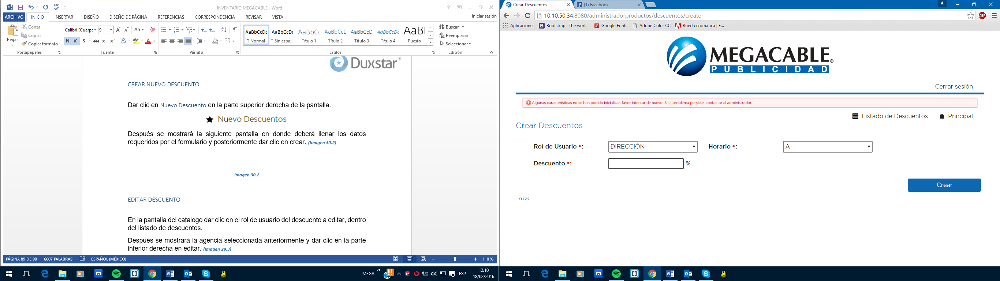 INVENTARIO MEGACABLE - Word
ARCHIVO INICIO INSERTAR DISEÑO DISEÑO DE PÁGINA REFERENCIAS CORRESPONDENCIA REVISAR VISTA Iniciar sesión
Pegar
Cortar
Copiar
Copiar formato
Portapapeles
Calibri (Cuerpo 9
Fuente
Párrafo
AaBbCcDc AaBbCcDc AaBbC( AaBbCcE AaBbCcD AaBbCcDc AaBl
¶ Normal ¶ Sin espa... Título 1 Título 2 Título 3 Título 4 Puesto
Estilos
Buscar
Reemplazar
Seleccionar
Edición
Duxstar®
CREAR NUEVO DESCUENTO
Dar clic en Nuevo Descuento en la parte superior derecha de la pantalla.
Nuevo Descuentos
Después se mostrará la siguiente pantalla en donde deberá llenar los datos
requeridos por el formulario y posteriormente dar clic en crear. (Imagen 30.2)
Imagen 30.2
EDITAR DESCUENTO
En la pantalla del catalogo dar clic en el rol de usuario del descuento a editar, dentro
del listado de descuentos.
Después se mostrará la agencia seleccionada anteriormente y dar clic en la parte
inferior derecha en editar. (Imagen 29.3)
PÁGINA 89 DE 90 6607 PALABRAS ESPAÑOL (MÉXICO) 110 %
MEGA » ESP 12:10
18/02/2016
Crear Descuentos (1) Facebook
10.10.50.34:8080/administradorproductos/descuentos/create
ABP
Aplicaciones Bootstrap · The worl... Google Fonts Adobe Color CC Rueda cromática | E...
MEGACABLE®
PUBLICIDAD
Cerrar sesión
Algunas características no se han podido inicializar, favor intentar de nuevo. Si el problema persiste, contactar al administrador.
Listado de Descuentos Principal
Crear Descuentos
Rol de Usuario *: DIRECCIÓN Horario *: A
Descuento *: %
Crear
0.1.23